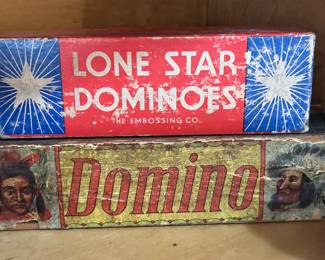 LONE STAR
DOMINOES
THE EMBOSSING CO.
Domino